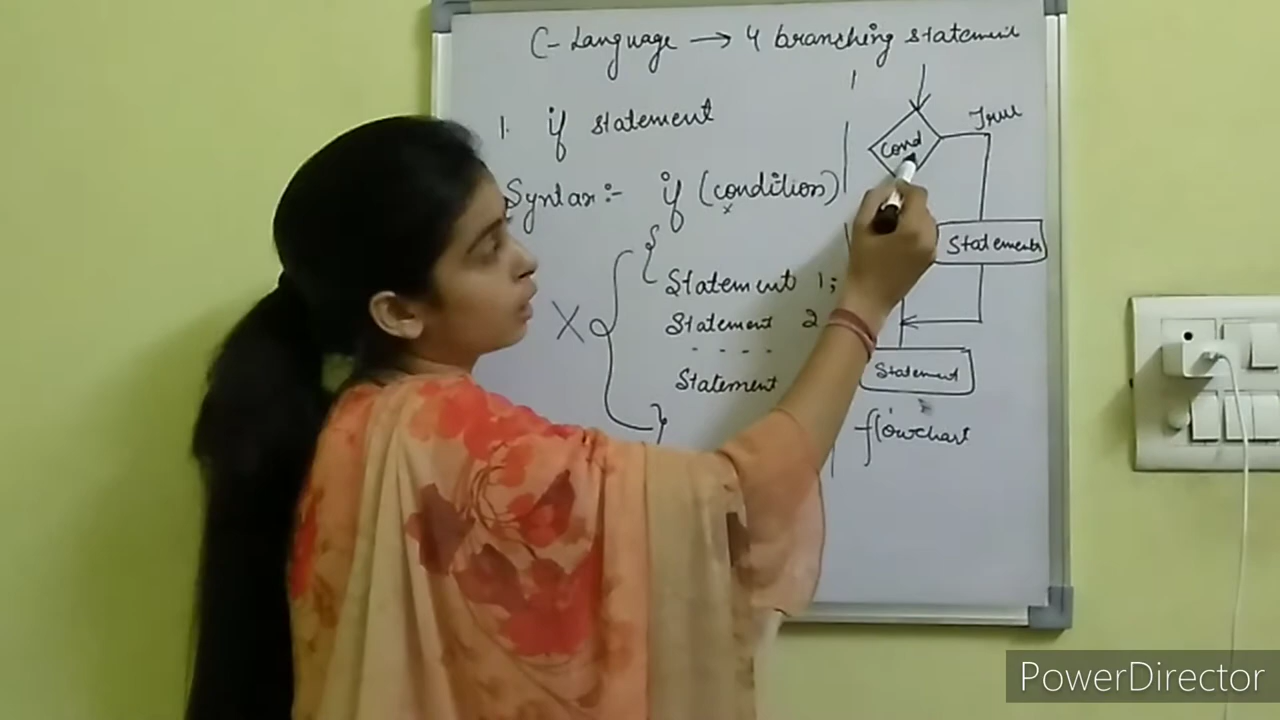 C-Language → 4 branching statement
1. if statement
Syntax:- if (condition)
x
{
Statement 1;
Statement 2
- - - -
Statement
}
X
True
Cond
Statements
Statement
flowchart
PowerDirector